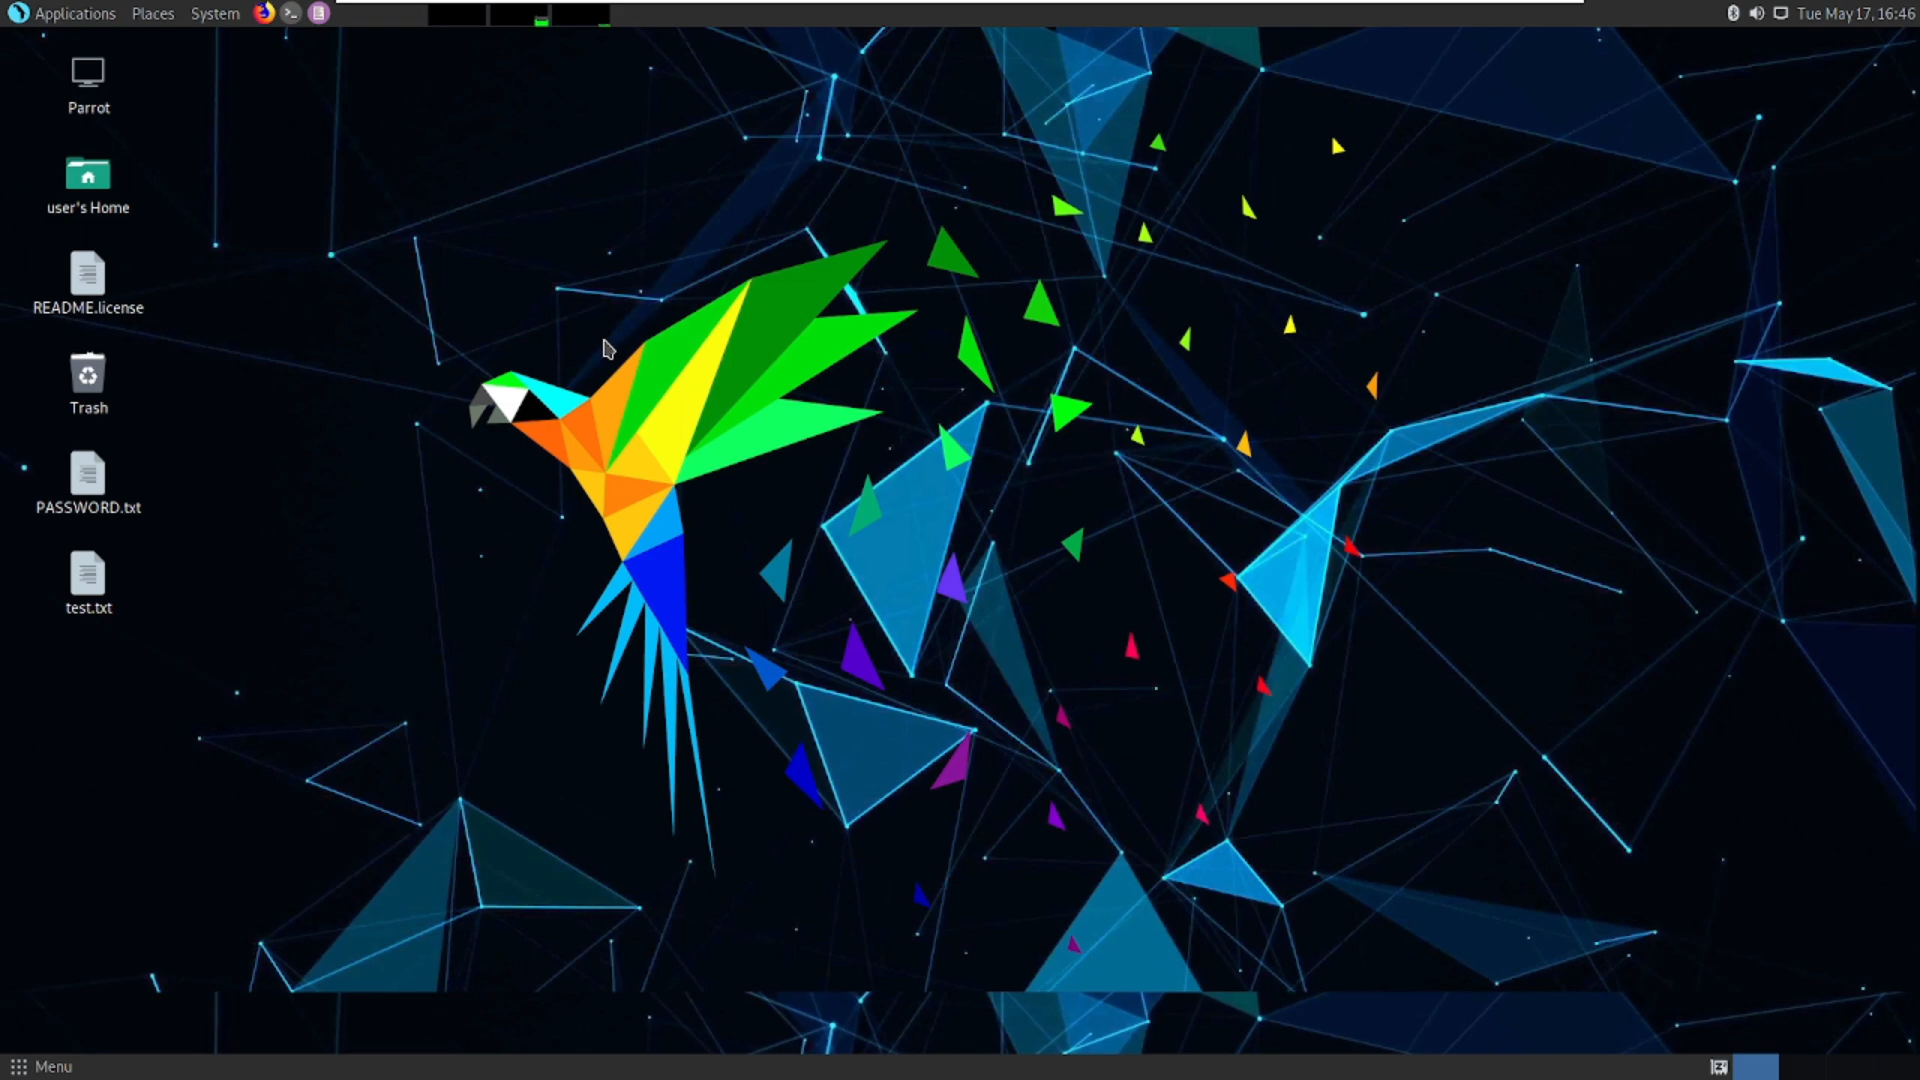 Applications Places System Tue May 17, 16:46
Parrot
user's Home
README.license
Trash
PASSWORD.txt
test.txt
Menu